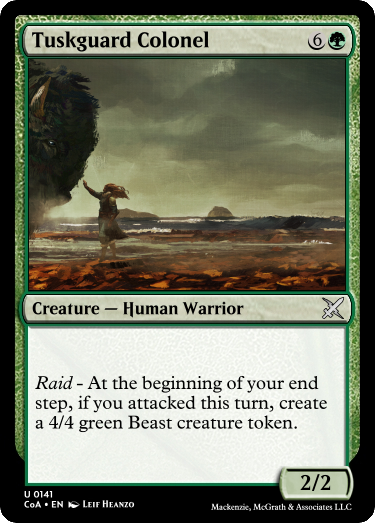 Tuskguard Colonel 6
Creature — Human Warrior
Raid - At the beginning of your end
step, if you attacked this turn, create
a 4/4 green Beast creature token.
2/2
U 0141
CoA • EN Leif Heanzo
Mackenzie, McGrath & Associates LLC